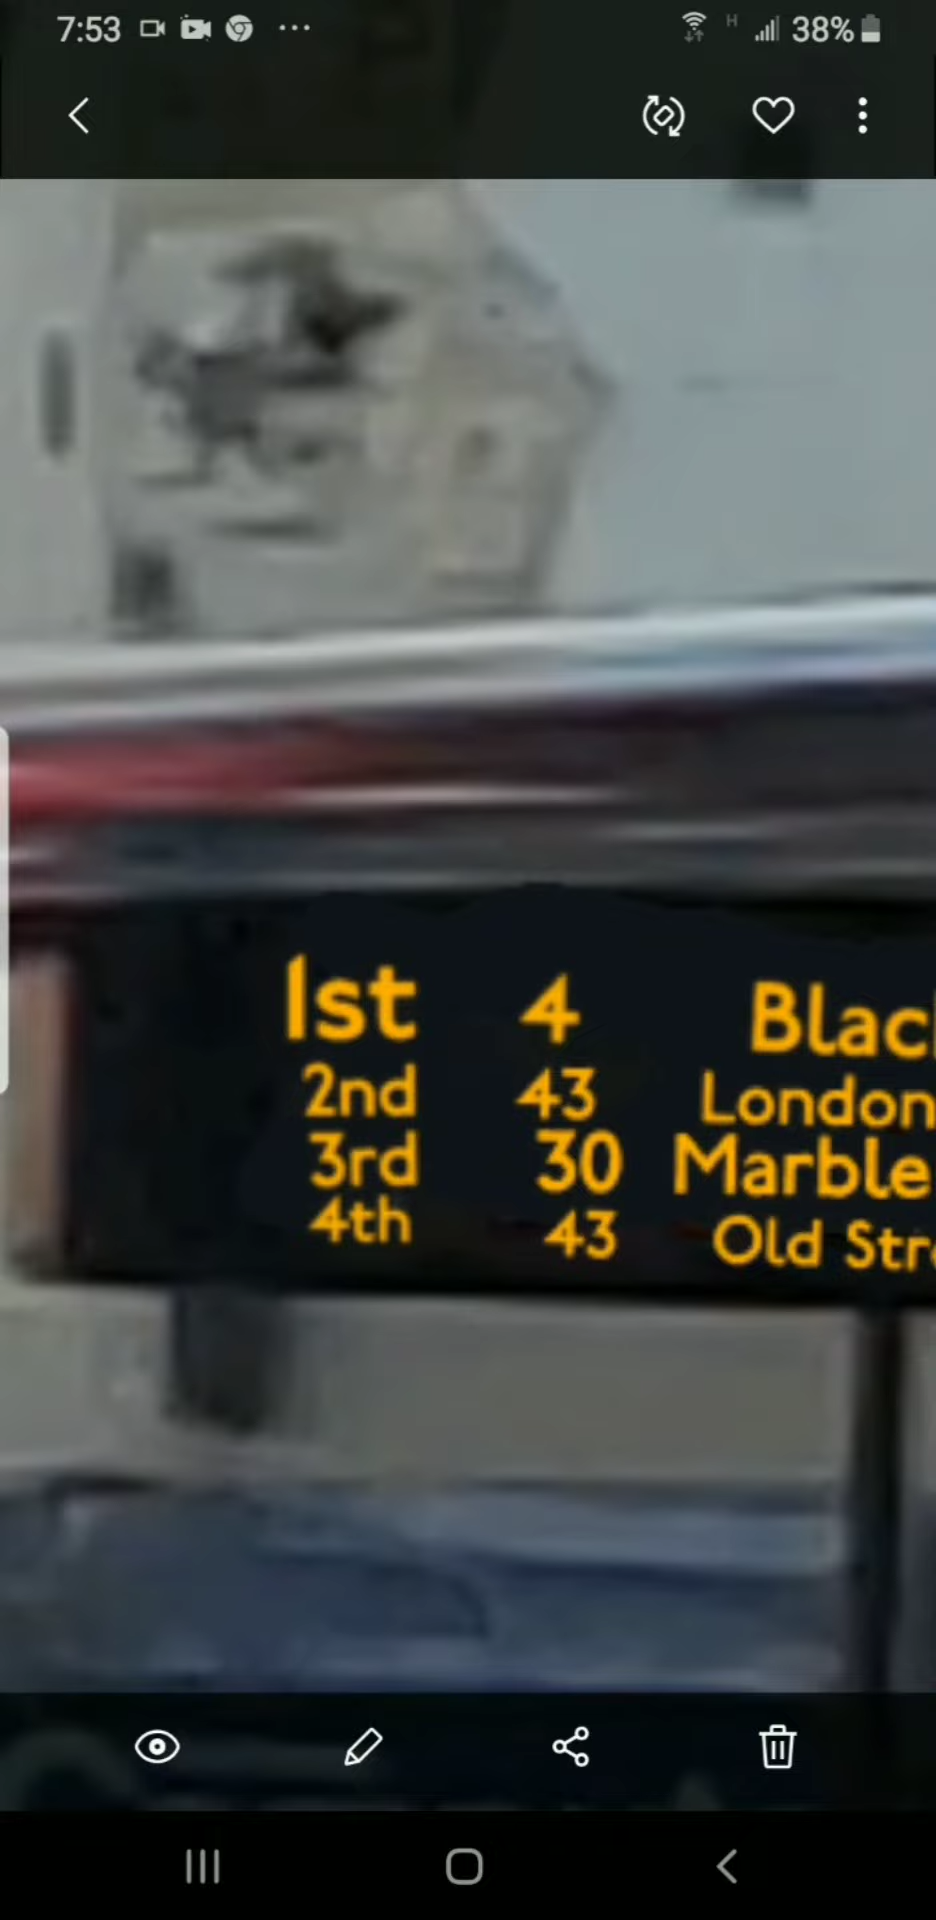 7:53 H 38%
1st 4 Blac
2nd 43 London
3rd 30 Marble
4th 43 Old Str